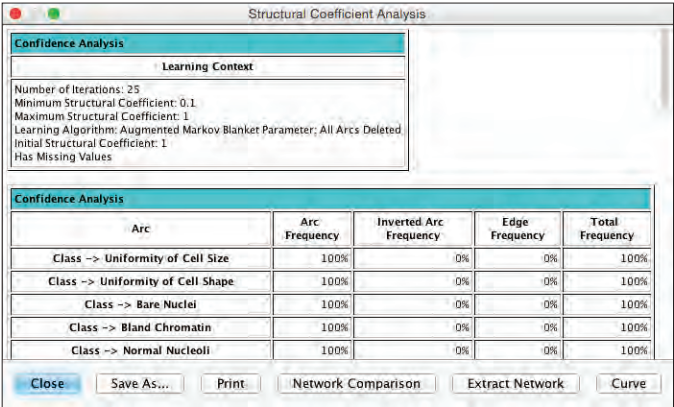 Structural Coefficient Analysis
Confidence Analysis
Learning Context
Number of Iterations: 25
Minimum Structural Coefficient: 0.1
Maximum Structural Coefficient: 1
Learning Algorithm: Augmented Markov Blanket Parameter: All Arcs Deleted
Initial Structural Coefficient: 1
Has Missing Values
Confidence Analysis
Arc Arc Frequency Inverted Arc Frequency Edge Frequency Total Frequency
Class -> Uniformity of Cell Size 100% 0% 0% 100%
Class -> Uniformity of Cell Shape 100% 0% 0% 100%
Class -> Bare Nuclei 100% 0% 0% 100%
Class -> Bland Chromatin 100% 0% 0% 100%
Class -> Normal Nucleoli 100% 0% 0% 100%
Close Save As... Print Network Comparison Extract Network Curve